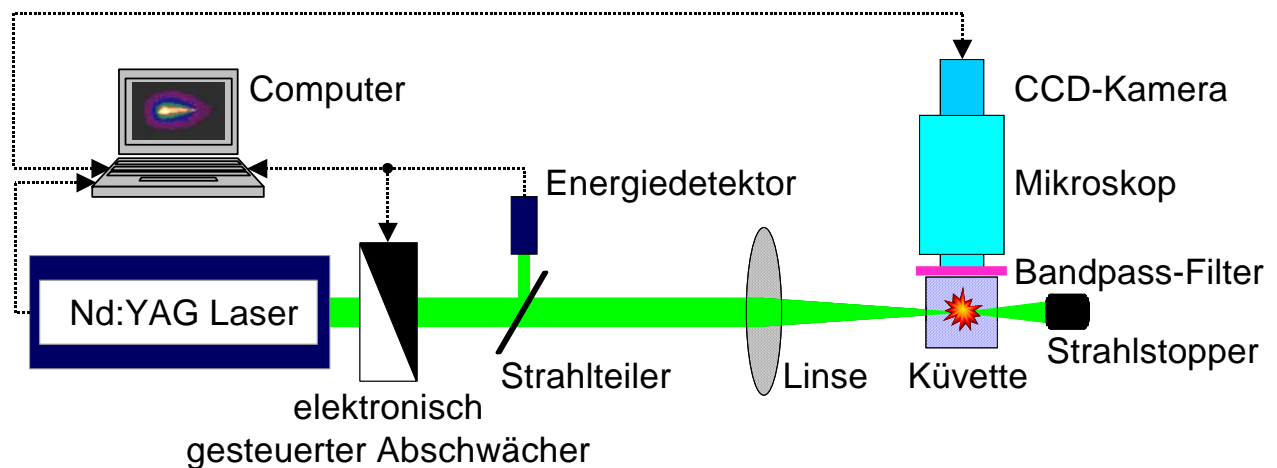 Computer
CCD-Kamera
Energiedetektor
Mikroskop
Bandpass-Filter
Nd:YAG Laser
Strahlstopper
Strahlteiler
Linse
Küvette
elektronisch
gesteuerter Abschwächer